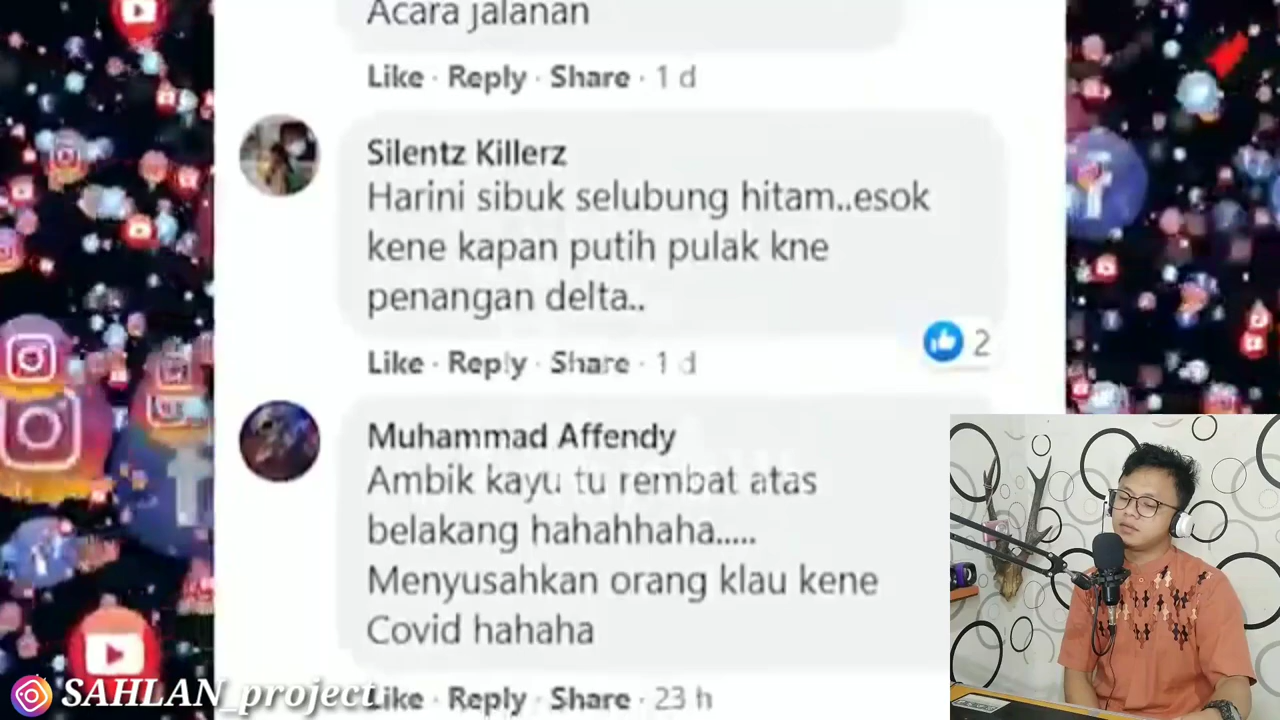 Acara jalanan
Like · Reply · Share · 1 d
Silentz Killerz
Harini sibuk selubung hitam..esok
kene kapan putih pulak kne
penangan delta..
2
Like · Reply · Share · 1 d
Muhammad Affendy
Ambik kayu tu rembat atas
belakang hahahhaha.....
Menyusahkan orang klau kene
Covid hahaha
Like · Reply · Share · 23 h
SAHLAN_project